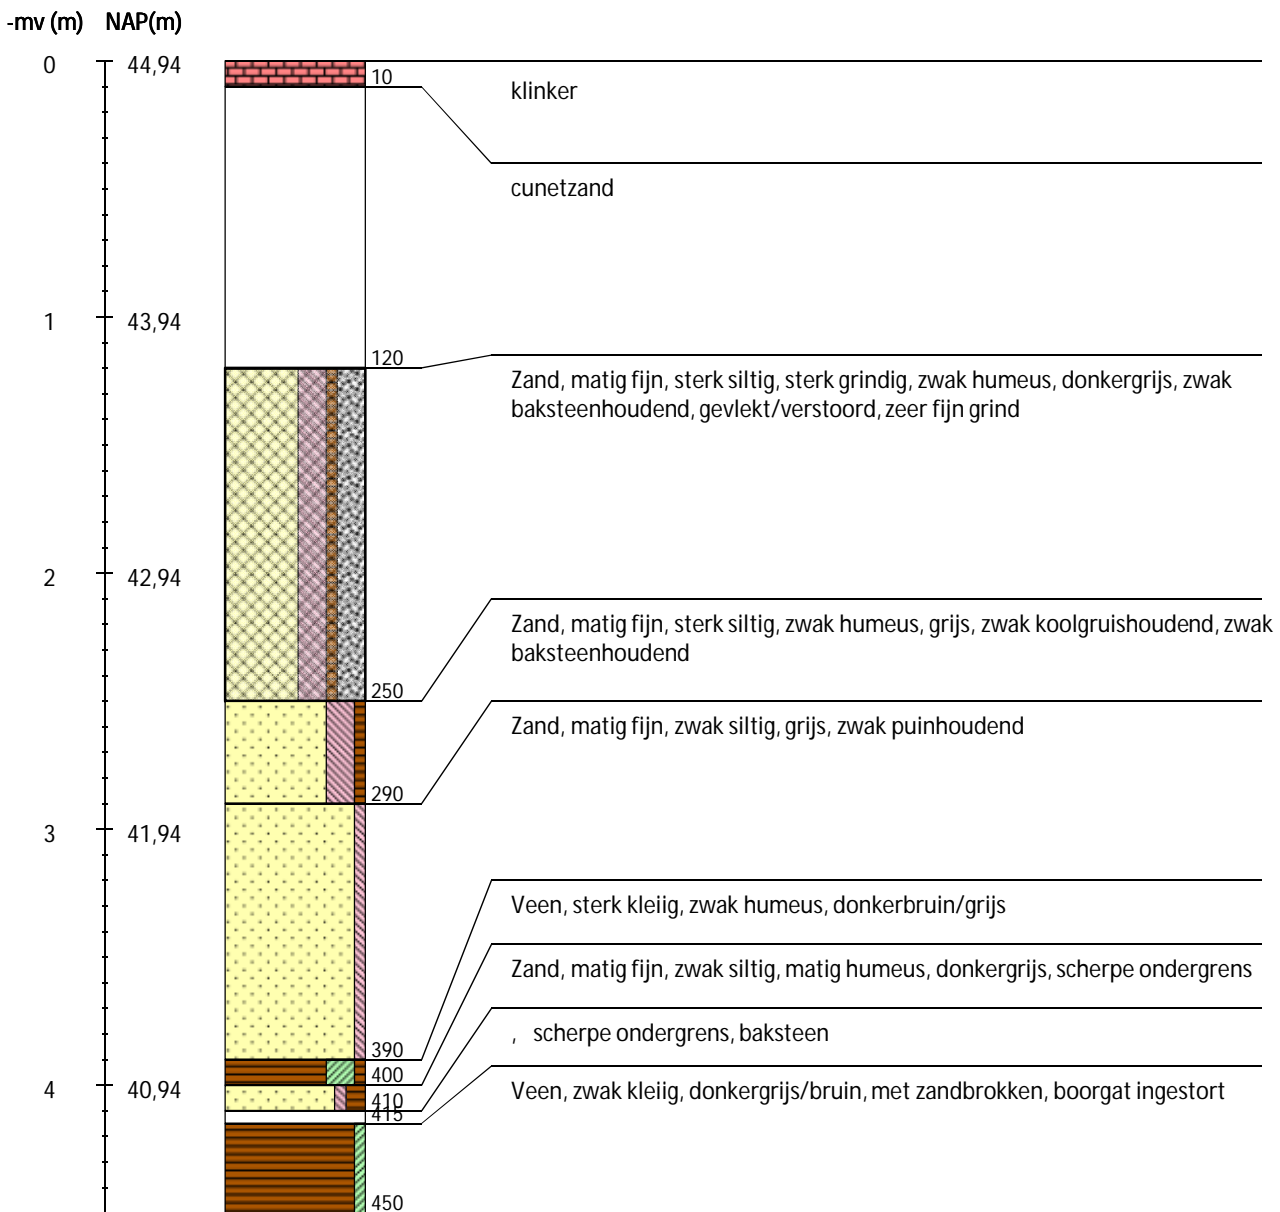 -mv (m) NAP(m)
0 44,94
10
klinker
cunetzand
1 43,94
120
Zand, matig fijn, sterk siltig, sterk grindig, zwak humeus, donkergrijs, zwak
baksteenhoudend, gevlekt/verstoord, zeer fijn grind
2 42,94
Zand, matig fijn, sterk siltig, zwak humeus, grijs, zwak koolgruishoudend, zwak
baksteenhoudend
250
Zand, matig fijn, zwak siltig, grijs, zwak puinhoudend
290
3 41,94
Veen, sterk kleiig, zwak humeus, donkerbruin/grijs
Zand, matig fijn, zwak siltig, matig humeus, donkergrijs, scherpe ondergrens
, scherpe ondergrens, baksteen
390
400
4 40,94
Veen, zwak kleiig, donkergrijs/bruin, met zandbrokken, boorgat ingestort
410
415
450